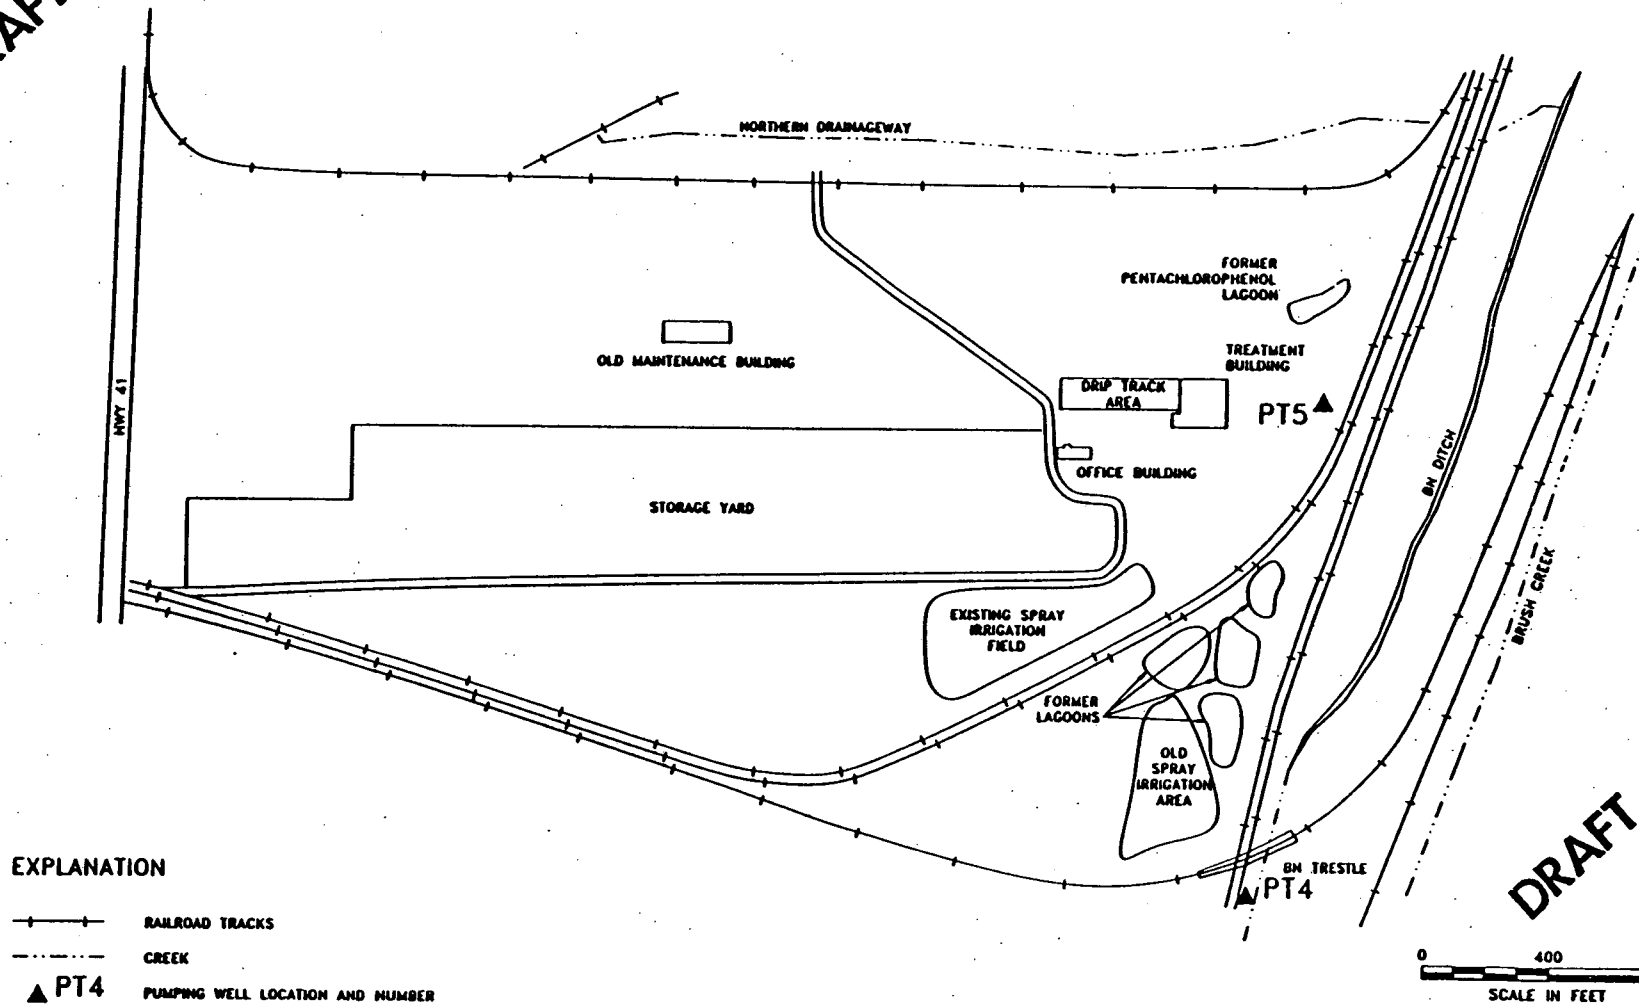 NORTHERN DRAINAGEWAY
FORMER
PENTACHLOROPHENOL
LAGOON
OLD MAINTENANCE BUILDING
TREATMENT
BUILDING
DRIP TRACK
AREA
PT5
HWY 41
OFFICE BUILDING
BN DITCH
STORAGE YARD
BRUSH CREEK
EXISTING SPRAY
IRRIGATION
FIELD
FORMER
LAGOONS
OLD
SPRAY
IRRIGATION
AREA
BN TRESTLE
PT4
DRAFT
EXPLANATION
RAILROAD TRACKS
CREEK
PT4 PUMPING WELL LOCATION AND NUMBER
0 400
SCALE IN FEET